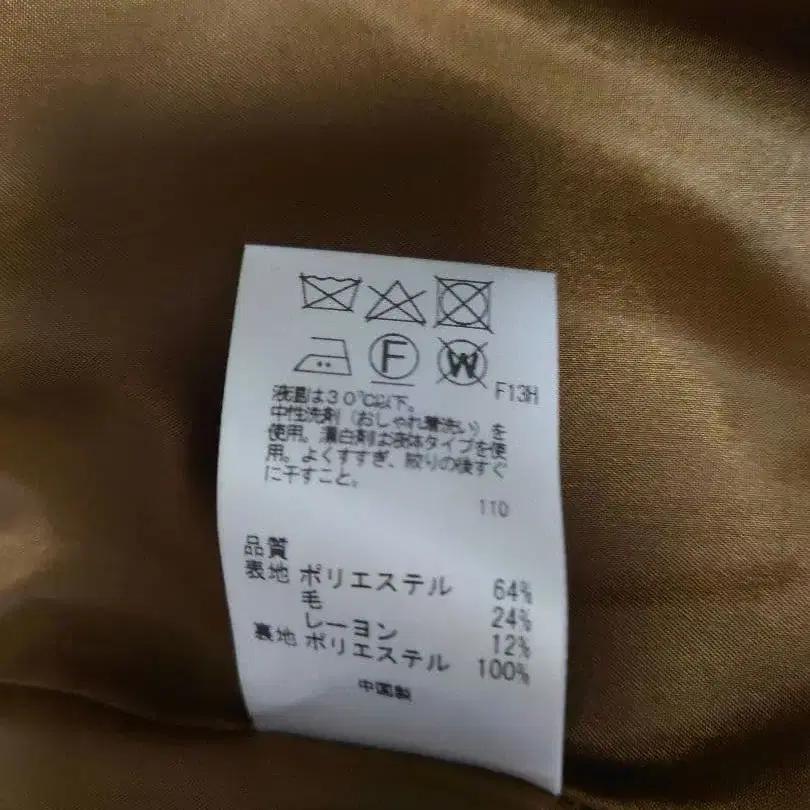 F
W
F13H
液温は30℃以下。
中性洗剤（おしゃれ着洗い）を
使用。漂白剤は液体タイプを使
用。よくすすぎ、絞りの後すぐ
に干すこと。
110
品質
表地 ポリエステル 64%
毛 24%
レーヨン 12%
裏地 ポリエステル 100%
中国製